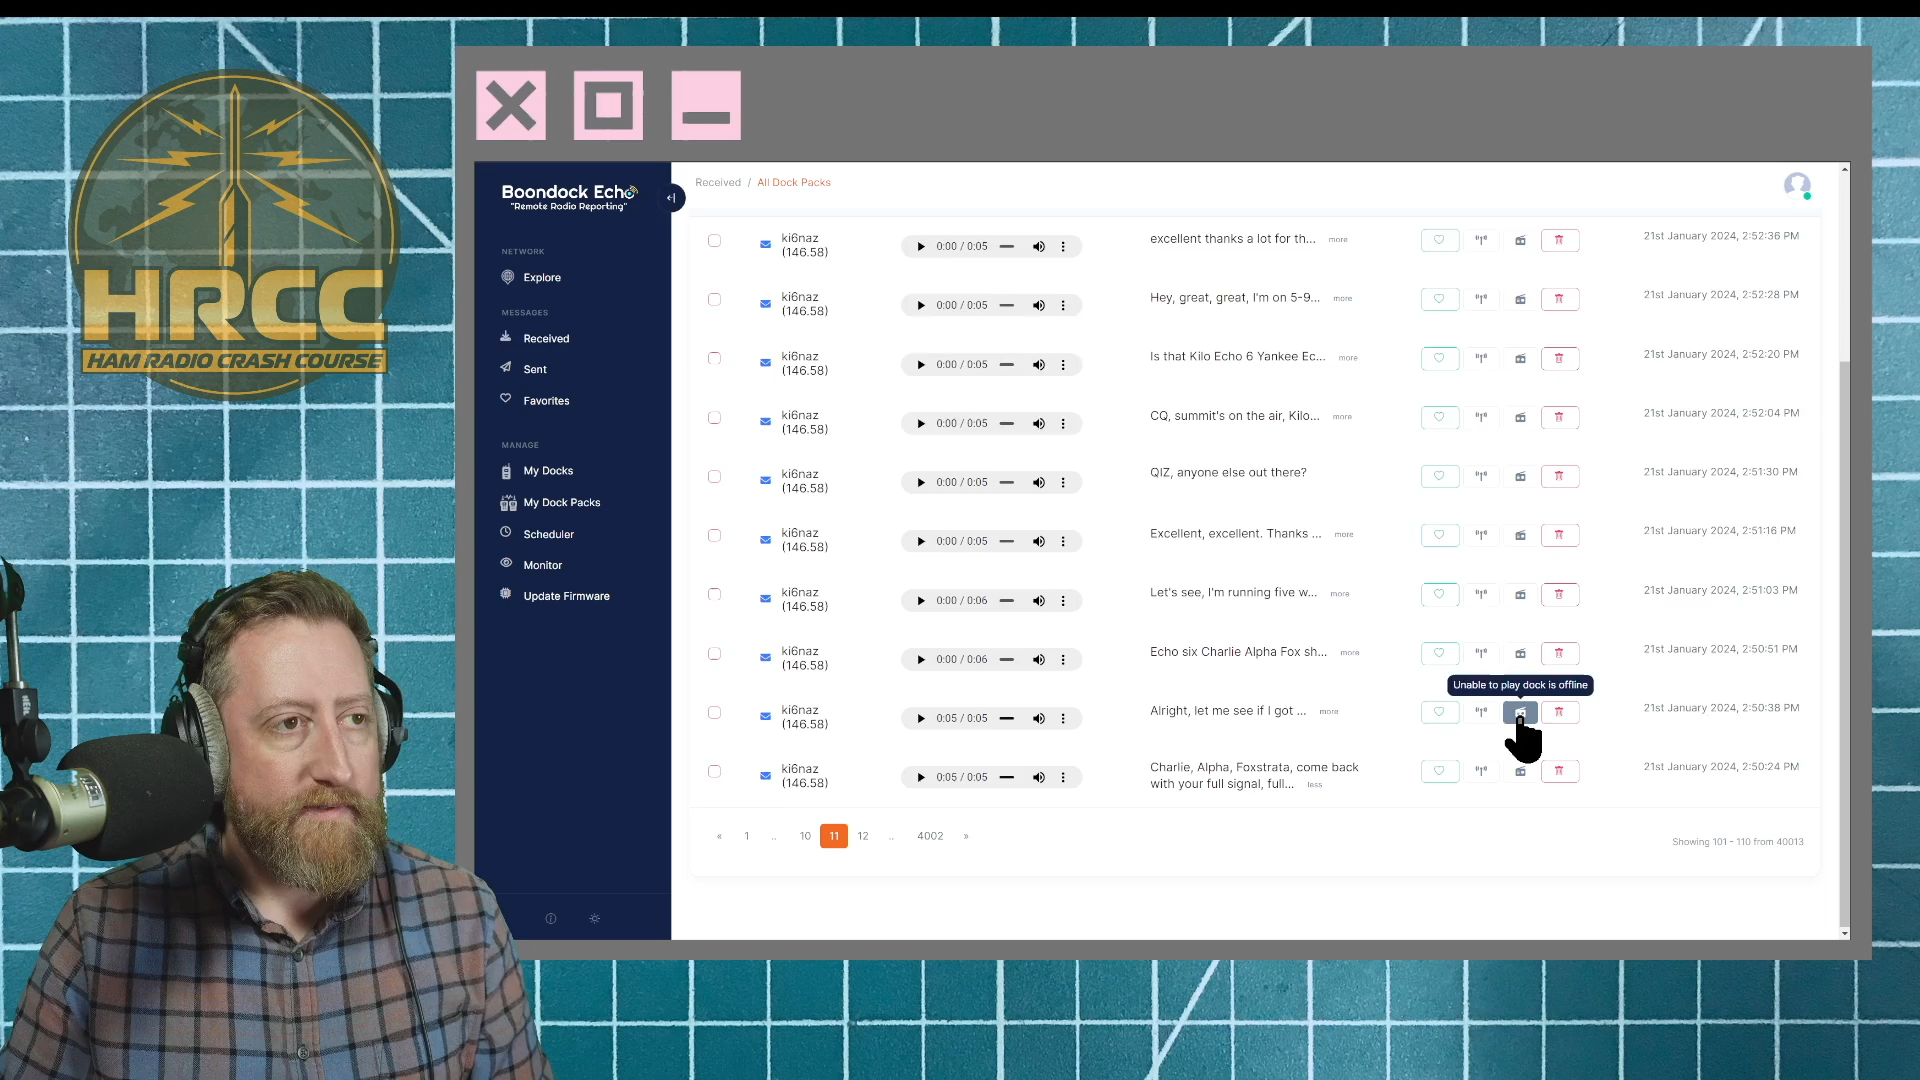 HRCC
HAM RADIO CRASH COURSE
Boondock Echo
"Remote Radio Reporting"
NETWORK
Explore
MESSAGES
Received
Sent
Favorites
MANAGE
My Docks
My Dock Packs
Scheduler
Monitor
Update Firmware
Received / All Dock Packs
ki6naz (146.58) 0:00 / 0:05 excellent thanks a lot for th... more 21st January 2024, 2:52:36 PM
ki6naz (146.58) 0:00 / 0:05 Hey, great, great, I'm on 5-9... more 21st January 2024, 2:52:28 PM
ki6naz (146.58) 0:00 / 0:05 Is that Kilo Echo 6 Yankee Ec... more 21st January 2024, 2:52:20 PM
ki6naz (146.58) 0:00 / 0:05 CQ, summit's on the air, Kilo... more 21st January 2024, 2:52:04 PM
ki6naz (146.58) 0:00 / 0:05 QIZ, anyone else out there? 21st January 2024, 2:51:30 PM
ki6naz (146.58) 0:00 / 0:05 Excellent, excellent. Thanks ... more 21st January 2024, 2:51:16 PM
ki6naz (146.58) 0:00 / 0:06 Let's see, I'm running five w... more 21st January 2024, 2:51:03 PM
ki6naz (146.58) 0:00 / 0:06 Echo six Charlie Alpha Fox sh... more 21st January 2024, 2:50:51 PM
Unable to play dock is offline
ki6naz (146.58) 0:05 / 0:05 Alright, let me see if I got ... more 21st January 2024, 2:50:38 PM
ki6naz (146.58) 0:05 / 0:05 Charlie, Alpha, Foxstrata, come back 21st January 2024, 2:50:24 PM
with your full signal, full... less
« 1 .. 10 11 12 .. 4002 »
Showing 101 - 110 from 40013